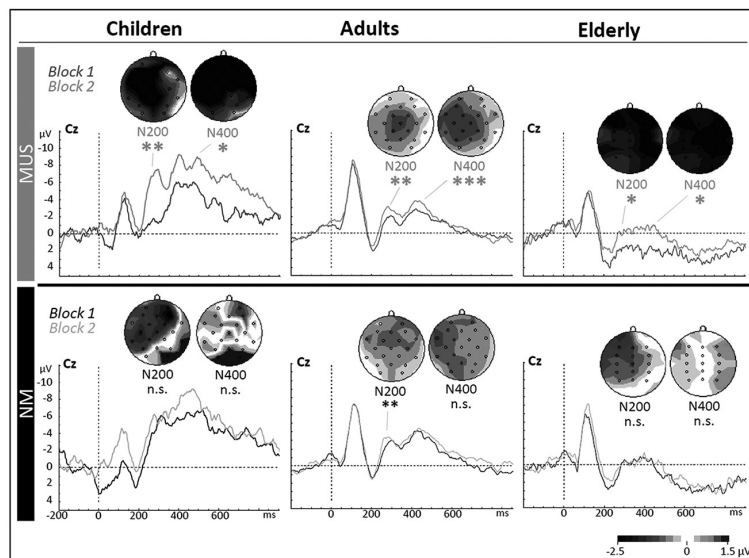 Children Adults Elderly
MUS
Block 1
Block 2
N200 N400
** *
N200 N400
** ***
N200 N400
* *
µV Cz
-10
-8
-6
-4
-2
0
2
4
Cz
Cz
NM
Block 1
Block 2
N200 N400
n.s. n.s.
N200 N400
** n.s.
N200 N400
n.s. n.s.
µV Cz
-10
-8
-6
-4
-2
0
2
4
Cz
Cz
-200 0 200 400 600 ms
0 200 400 600 ms
0 200 400 600 ms
-2.5 0 1.5 µV